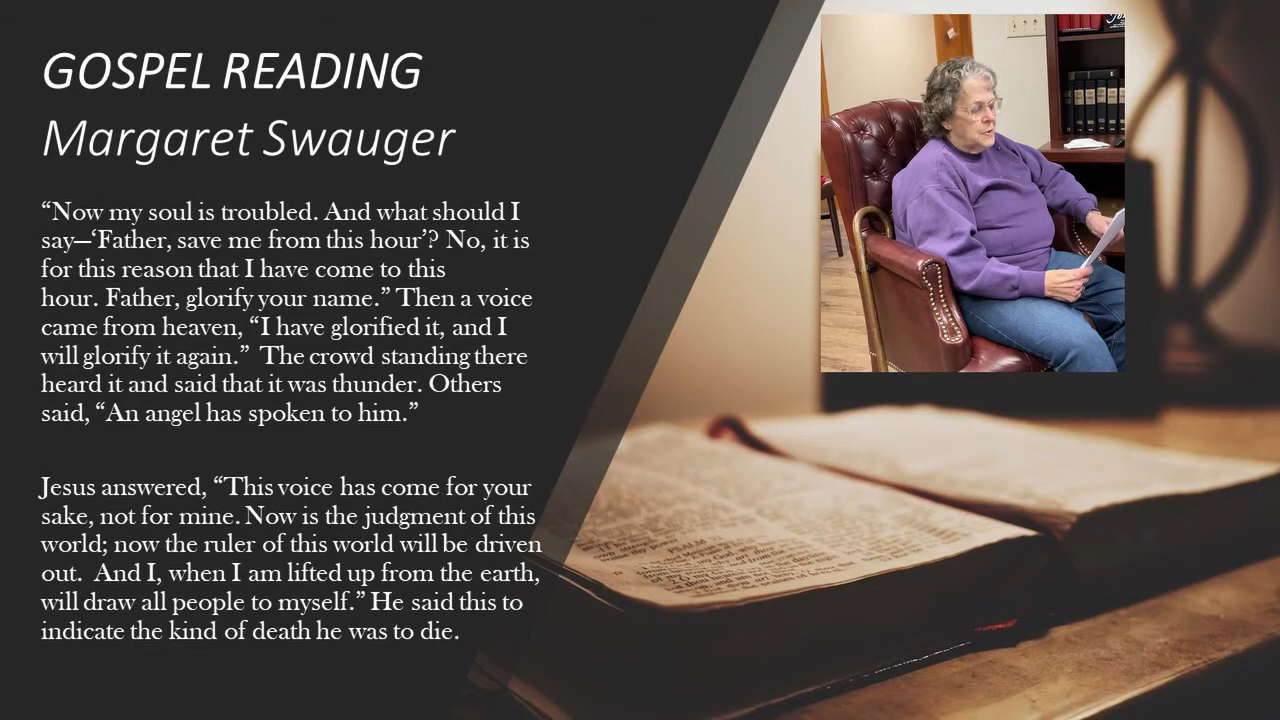 GOSPEL READING
Margaret Swauger
“Now my soul is troubled. And what should I
say—‘Father, save me from this hour’? No, it is
for this reason that I have come to this
hour. Father, glorify your name.” Then a voice
came from heaven, “I have glorified it, and I
will glorify it again.”  The crowd standing there
heard it and said that it was thunder. Others
said, “An angel has spoken to him.”
Jesus answered, “This voice has come for your
sake, not for mine. Now is the judgment of this
world; now the ruler of this world will be driven
out.  And I, when I am lifted up from the earth,
will draw all people to myself.” He said this to
indicate the kind of death he was to die.
PSALM